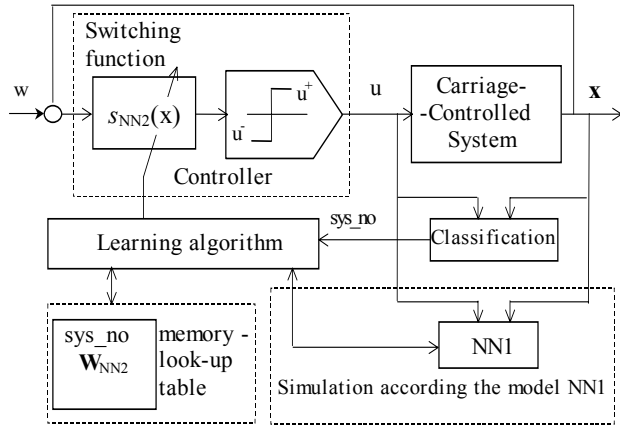 Switching
function
w
s_NN2(x)
u⁺
u⁻
Controller
u
Carriage-
-Controlled
System
x
sys_no
Learning algorithm
Classification
sys_no
W_NN2
memory -
look-up
table
NN1
Simulation according the model NN1